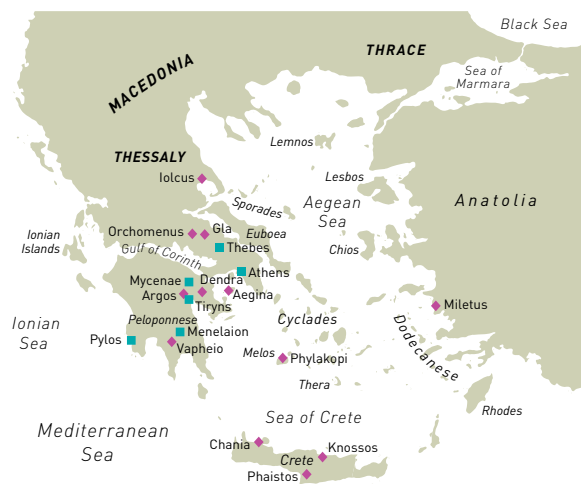 Black Sea
THRACE
MACEDONIA
Sea of
Marmara
Lemnos
THESSALY
Iolcus
Lesbos
Anatolia
Sporades
Aegean
Sea
Orchomenus
Gla
Euboea
Ionian
Islands
Gulf of Corinth
Thebes
Chios
Athens
Mycenae
Dendra
Argos
Aegina
Tiryns
Miletus
Ionian
Sea
Peloponnese
Cyclades
Dodecanese
Pylos
Menelaion
Vapheio
Melos
Phylakopi
Thera
Rhodes
Sea of Crete
Mediterranean
Sea
Chania
Knossos
Crete
Phaistos